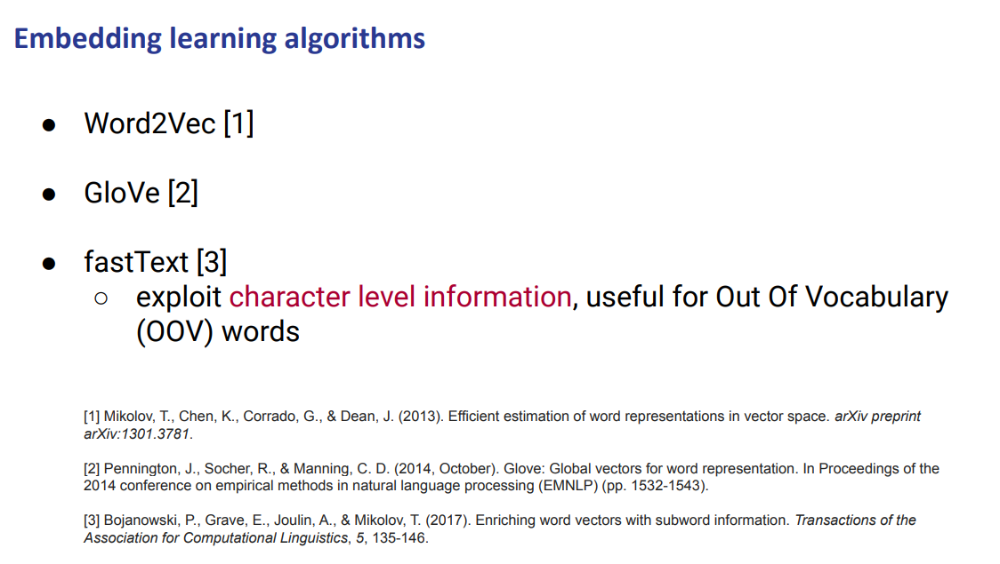 Embedding learning algorithms
● Word2Vec [1]
● GloVe [2]
● fastText [3]
○ exploit character level information, useful for Out Of Vocabulary
(OOV) words
[1] Mikolov, T., Chen, K., Corrado, G., & Dean, J. (2013). Efficient estimation of word representations in vector space. arXiv preprint
arXiv:1301.3781.
[2] Pennington, J., Socher, R., & Manning, C. D. (2014, October). Glove: Global vectors for word representation. In Proceedings of the
2014 conference on empirical methods in natural language processing (EMNLP) (pp. 1532-1543).
[3] Bojanowski, P., Grave, E., Joulin, A., & Mikolov, T. (2017). Enriching word vectors with subword information. Transactions of the
Association for Computational Linguistics, 5, 135-146.